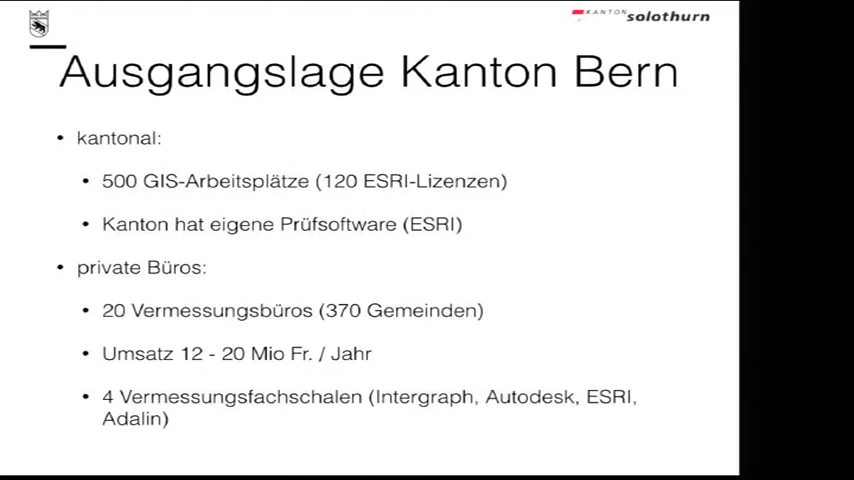 KANTON solothurn
Ausgangslage Kanton Bern
• kantonal:
• 500 GIS-Arbeitsplätze (120 ESRI-Lizenzen)
• Kanton hat eigene Prüfsoftware (ESRI)
• private Büros:
• 20 Vermessungsbüros (370 Gemeinden)
• Umsatz 12 - 20 Mio Fr. / Jahr
• 4 Vermessungsfachschalen (Intergraph, Autodesk, ESRI,
Adalin)